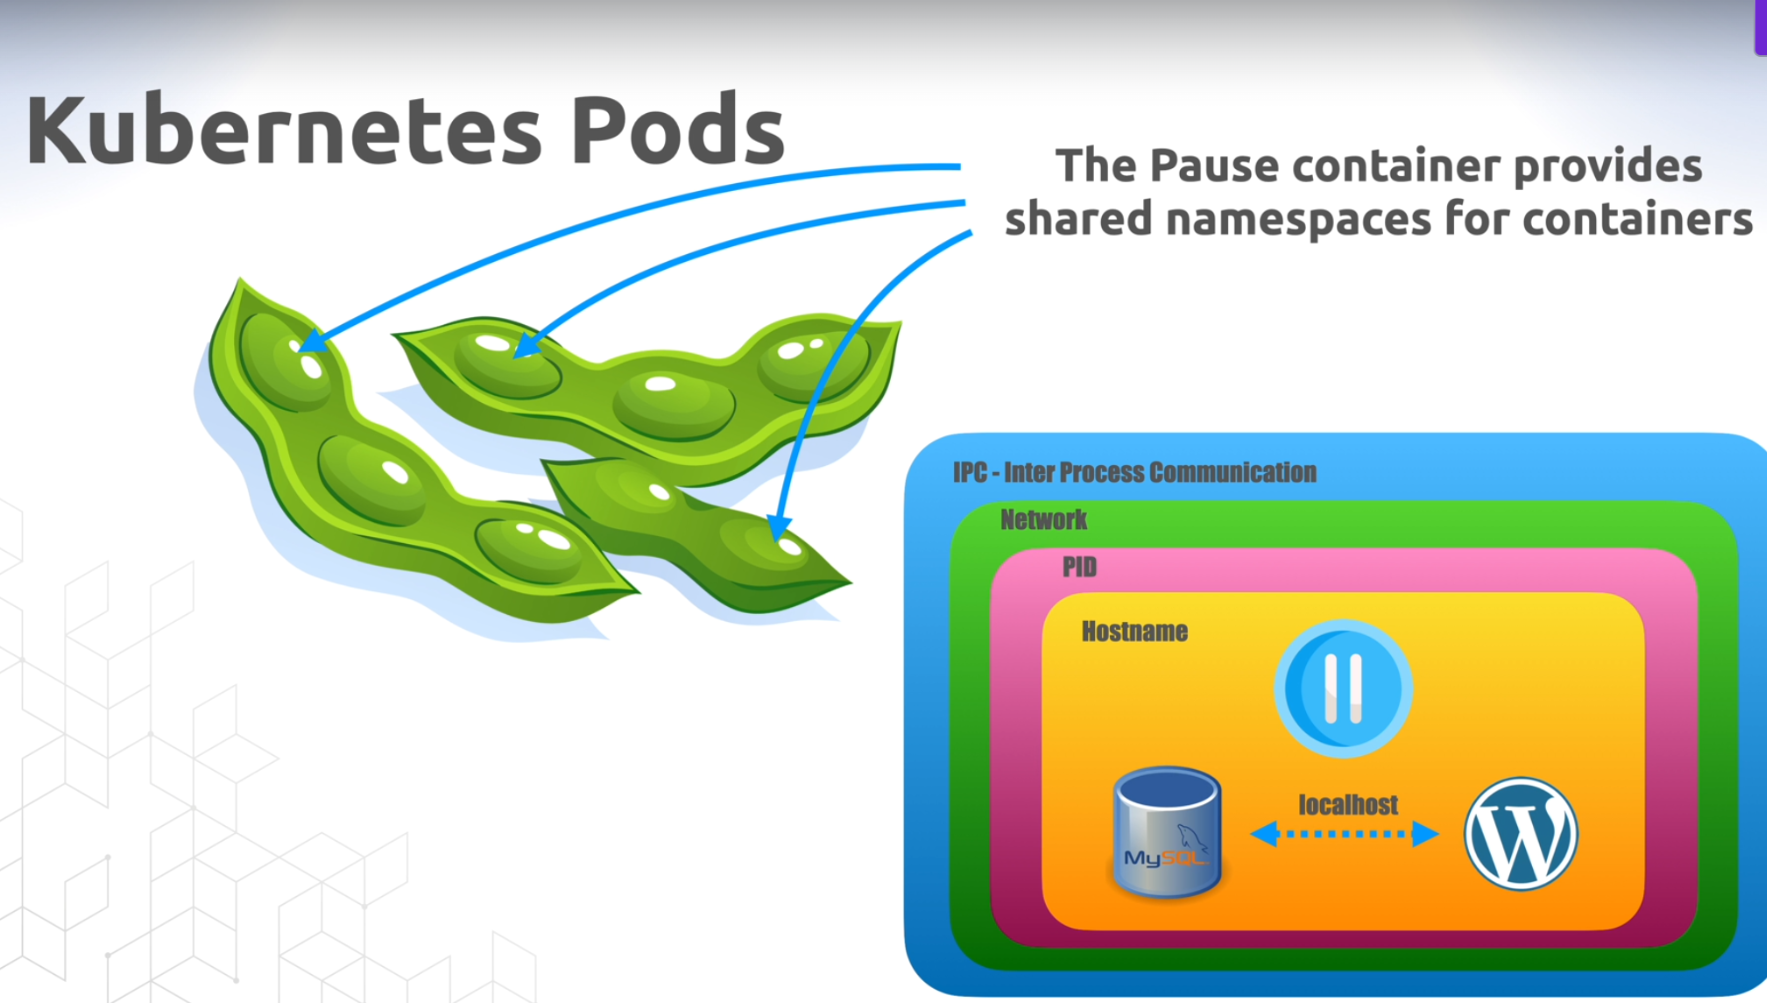 Kubernetes Pods
The Pause container provides
shared namespaces for containers
IPC - Inter Process Communication
Network
PID
Hostname
localhost
MySQL